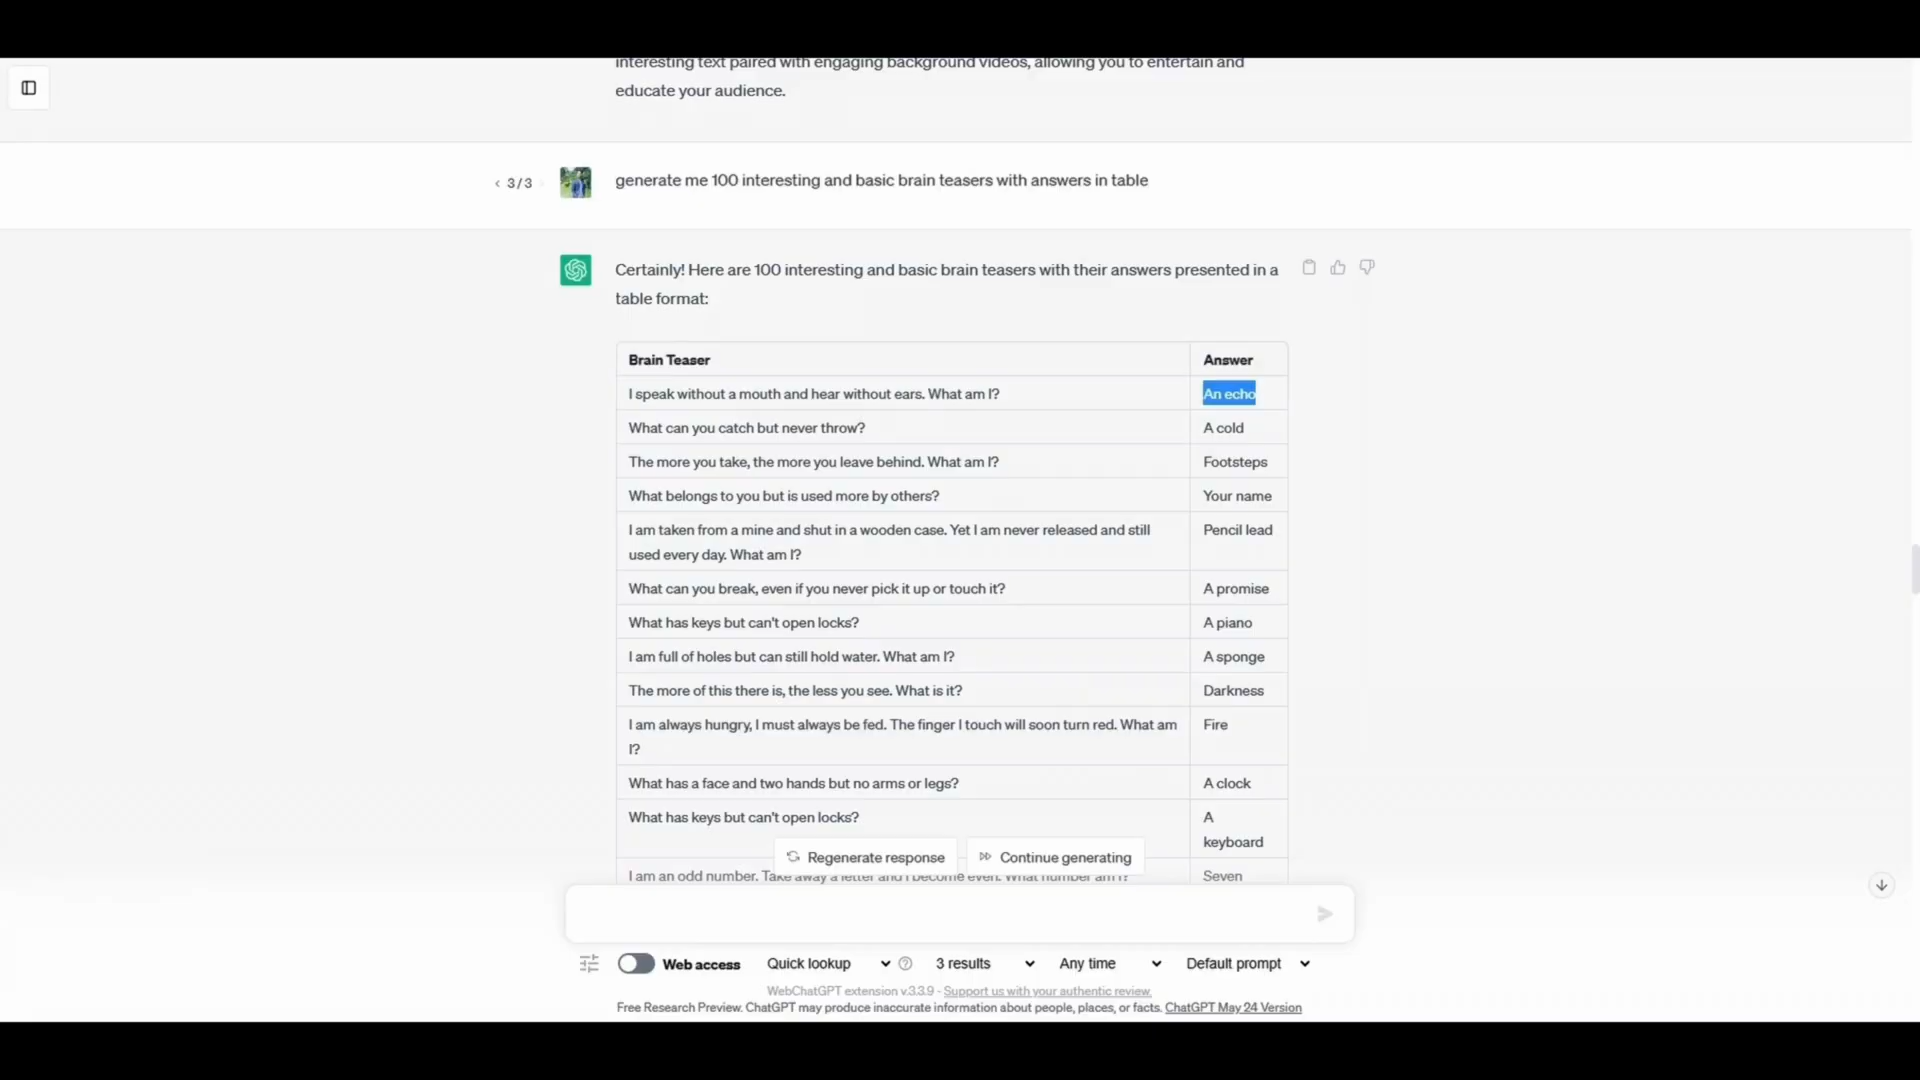 interesting text paired with engaging background videos, allowing you to entertain and
educate your audience.
< 3/3
generate me 100 interesting and basic brain teasers with answers in table
Certainly! Here are 100 interesting and basic brain teasers with their answers presented in a
table format:
Brain Teaser Answer
I speak without a mouth and hear without ears. What am I? An echo
What can you catch but never throw? A cold
The more you take, the more you leave behind. What am I? Footsteps
What belongs to you but is used more by others? Your name
I am taken from a mine and shut in a wooden case. Yet I am never released and still Pencil lead
used every day. What am I?
What can you break, even if you never pick it up or touch it? A promise
What has keys but can't open locks? A piano
I am full of holes but can still hold water. What am I? A sponge
The more of this there is, the less you see. What is it? Darkness
I am always hungry, I must always be fed. The finger I touch will soon turn red. What am Fire
I?
What has a face and two hands but no arms or legs? A clock
What has keys but can't open locks? A
keyboard
Regenerate response Continue generating
I am an odd number. Take away a letter and I become even. What number am I? Seven
Web access Quick lookup 3 results Any time Default prompt
WebChatGPT extension v.3.3.9 - Support us with your authentic review.
Free Research Preview. ChatGPT may produce inaccurate information about people, places, or facts. ChatGPT May 24 Version